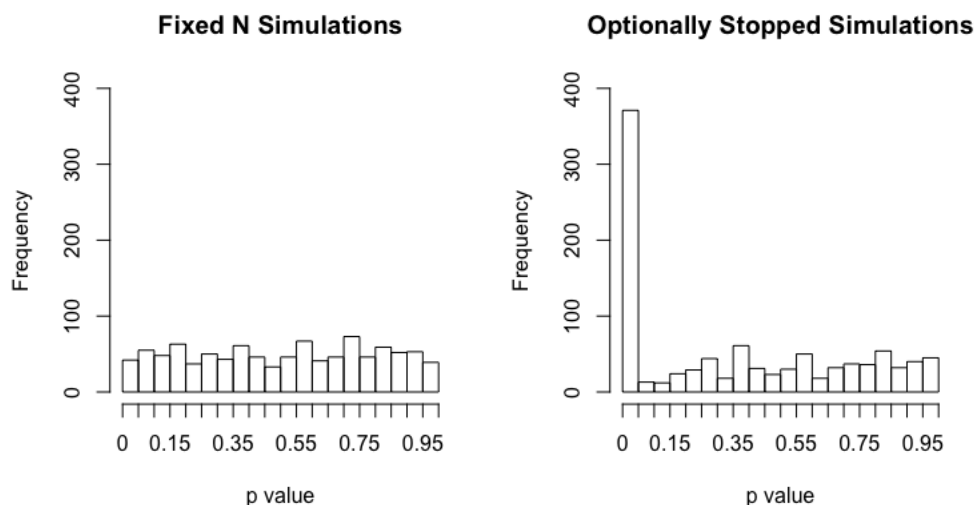 Fixed N Simulations
Frequency
0 100 200 300 400
0 0.15 0.35 0.55 0.75 0.95
p value
Optionally Stopped Simulations
Frequency
0 100 200 300 400
0 0.15 0.35 0.55 0.75 0.95
p value